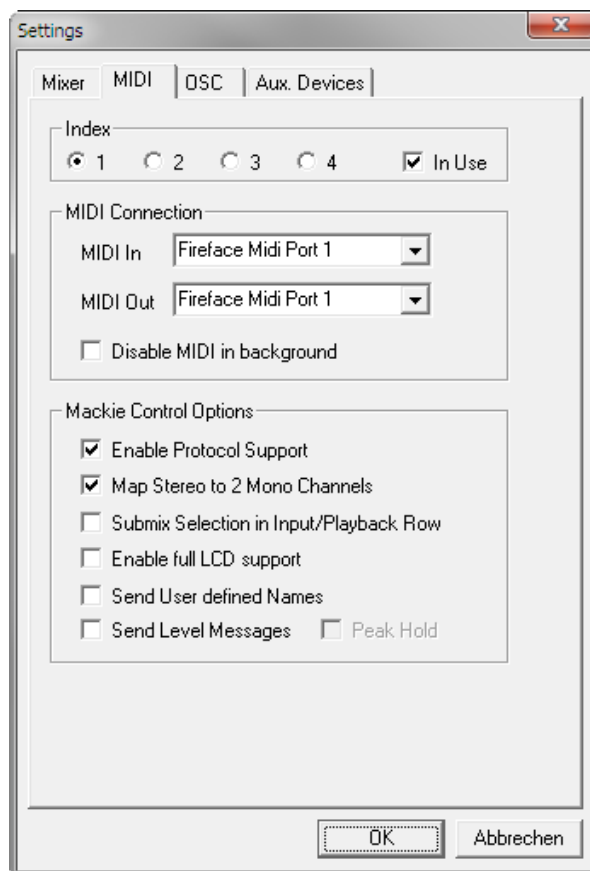 Settings
Mixer MIDI OSC Aux. Devices
Index
1 2 3 4 In Use
MIDI Connection
MIDI In Fireface Midi Port 1
MIDI Out Fireface Midi Port 1
Disable MIDI in background
Mackie Control Options
Enable Protocol Support
Map Stereo to 2 Mono Channels
Submix Selection in Input/Playback Row
Enable full LCD support
Send User defined Names
Send Level Messages Peak Hold
OK Abbrechen